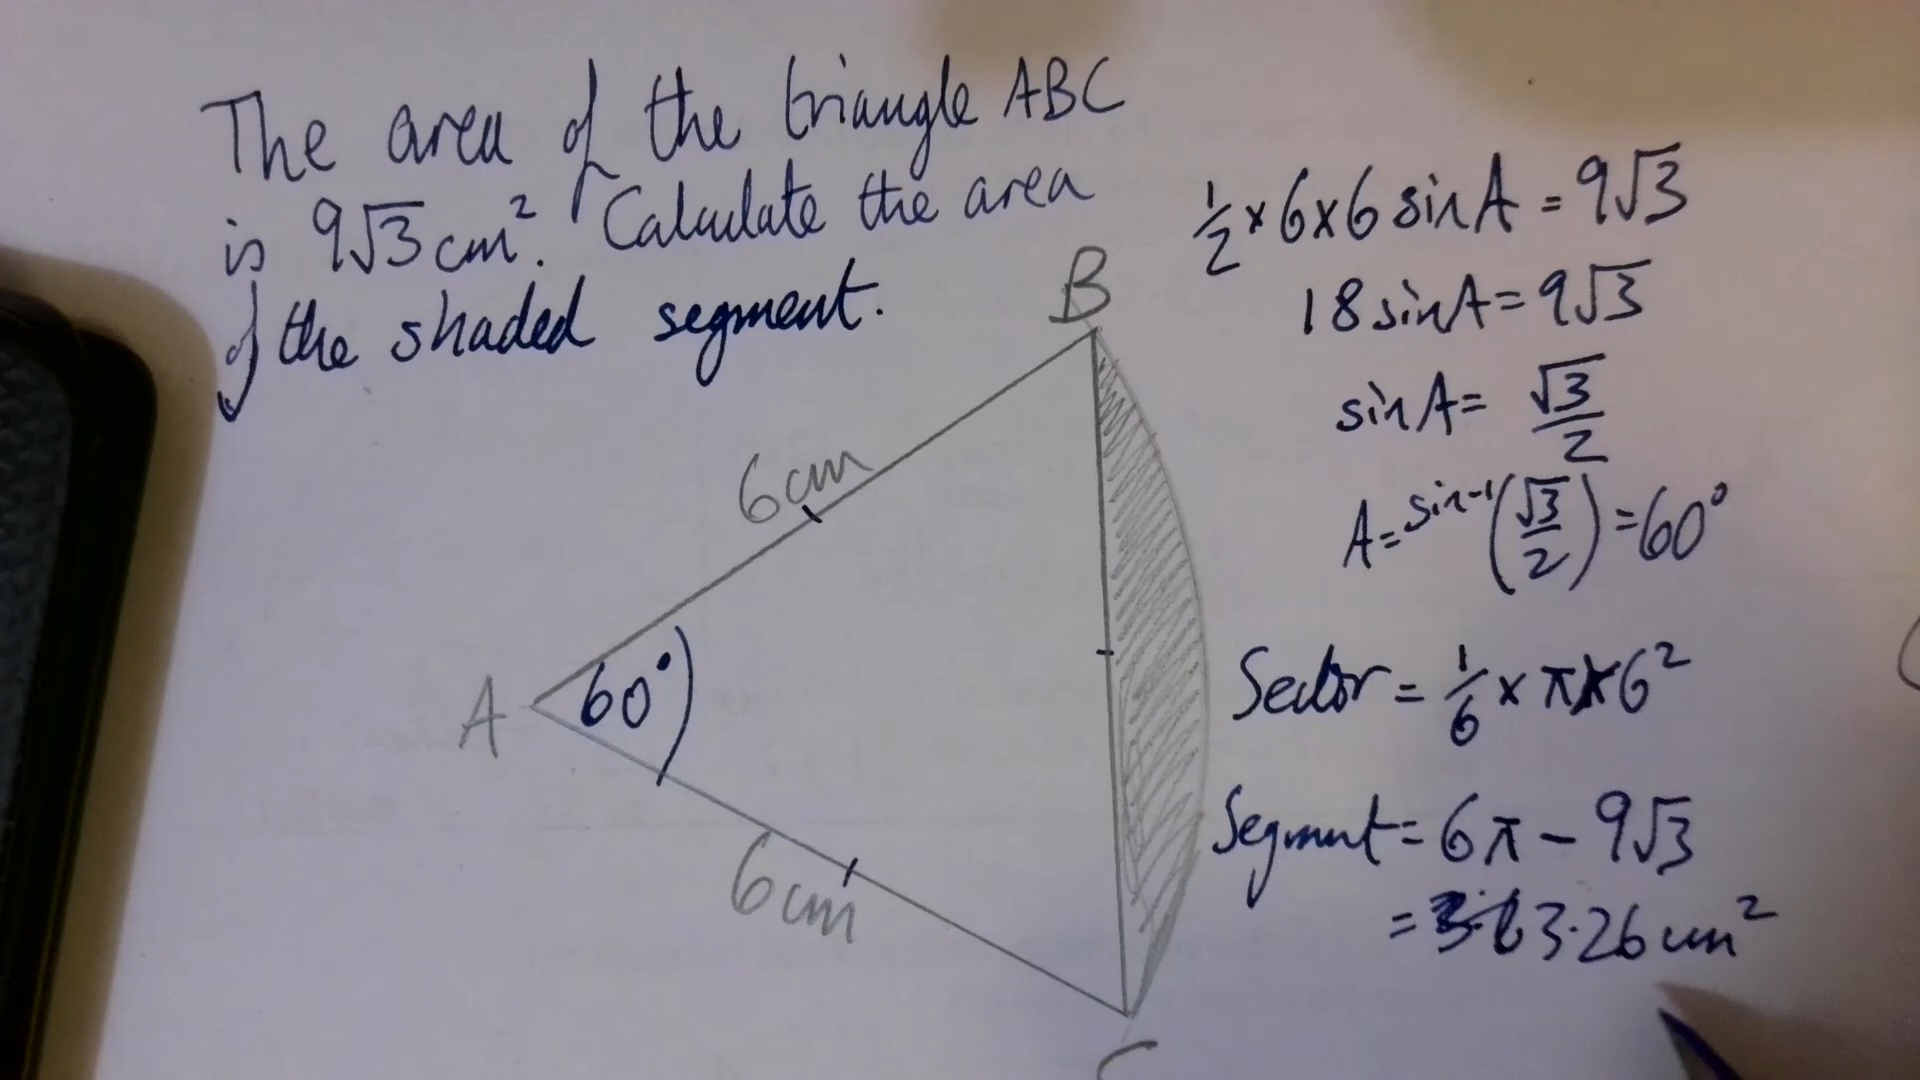 The area of the triangle ABC
is 9√3 cm². Calculate the area
of the shaded segment.
B
6cm
A
60°
6cm
C
1/2 × 6 × 6 sin A = 9√3
18 sin A = 9√3
sin A = √3/2
A = sin⁻¹(√3/2) = 60°
Sector = 1/6 × π × 6²
Segment = 6π − 9√3
= 3.26 cm²